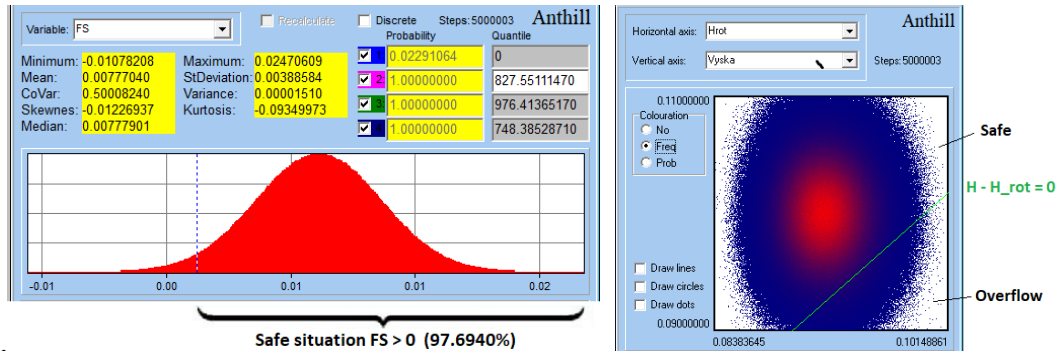 Variable: FS
Recalculate
Discrete Steps:5000003 Anthill
Probability Quantile
Minimum: -0.01078208 Maximum: 0.02470609 0.02291064 0
Mean: 0.00777040 StDeviation: 0.00388584 2 1.00000000 827.55111470
CoVar: 0.50008240 Variance: 0.00001510 3 1.00000000 976.41365170
Skewnes: -0.01226937 Kurtosis: -0.09349973 1.00000000 748.38528710
Median: 0.00777901
-0.01 0.00 0.01 0.01 0.02
Safe situation FS > 0 (97.6940%)
Horizontal axis: Hrot Anthill
Vertical axis: Vyska Steps: 5000003
0.11000000
Colouration
No
Freq
Prob
Safe
H - H_rot = 0
Draw lines
Draw circles
Draw dots
Overflow
0.09000000
0.08383645 0.10148861